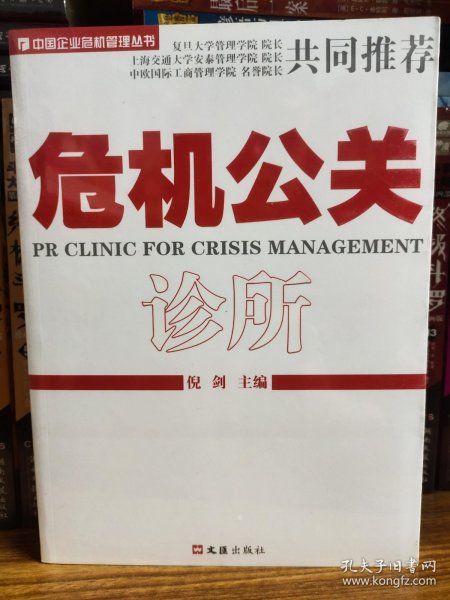 中国企业危机管理丛书
复旦大学管理学院 院长
上海交通大学安泰管理学院 院长
中欧国际工商管理学院 名誉院长
共同推荐
危机公关
PR CLINIC FOR CRISIS MANAGEMENT
诊所
倪 剑 主编
文匯出版社
孔夫子旧书网
www.kongfz.com